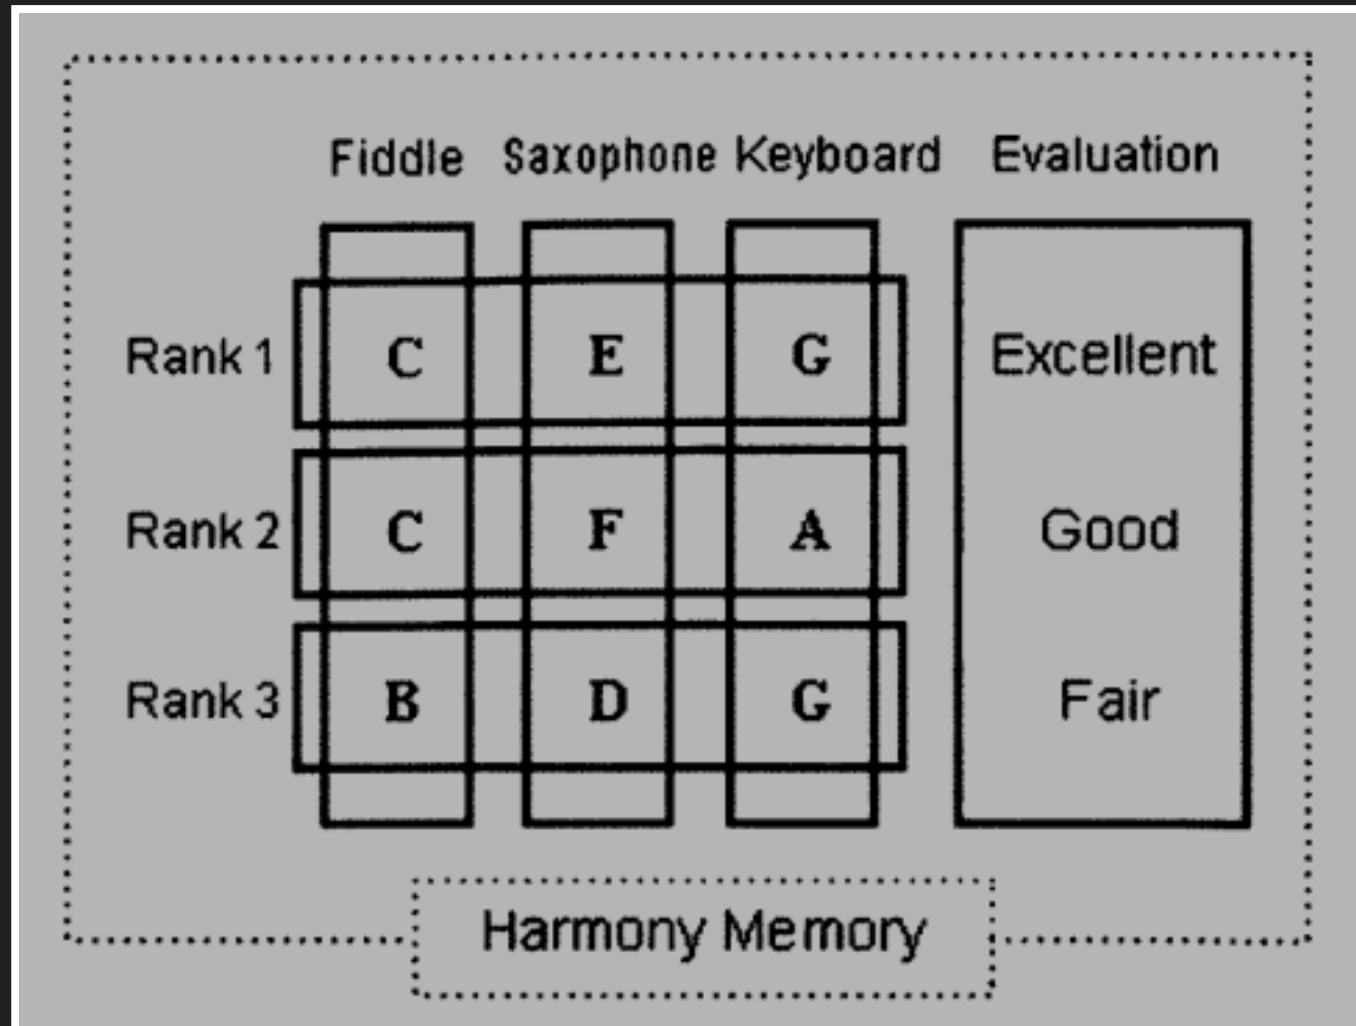 Fiddle Saxophone Keyboard Evaluation
Rank 1 C E G Excellent
Rank 2 C F A Good
Rank 3 B D G Fair
Harmony Memory